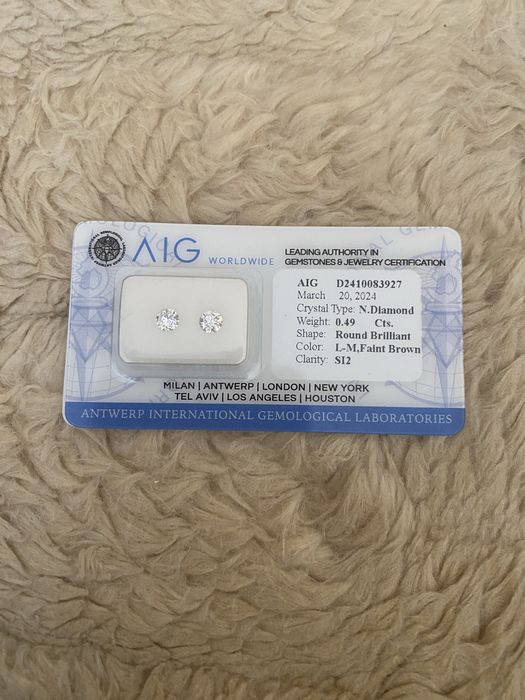 AIG WORLDWIDE
LEADING AUTHORITY IN
GEMSTONES & JEWELRY CERTIFICATION
AIG D2410083927
March 20, 2024
Crystal Type: N.Diamond
Weight: 0.49 Cts.
Shape: Round Brilliant
Color: L-M,Faint Brown
Clarity: SI2
MILAN | ANTWERP | LONDON | NEW YORK
TEL AVIV | LOS ANGELES | HOUSTON
ANTWERP INTERNATIONAL GEMOLOGICAL LABORATORIES